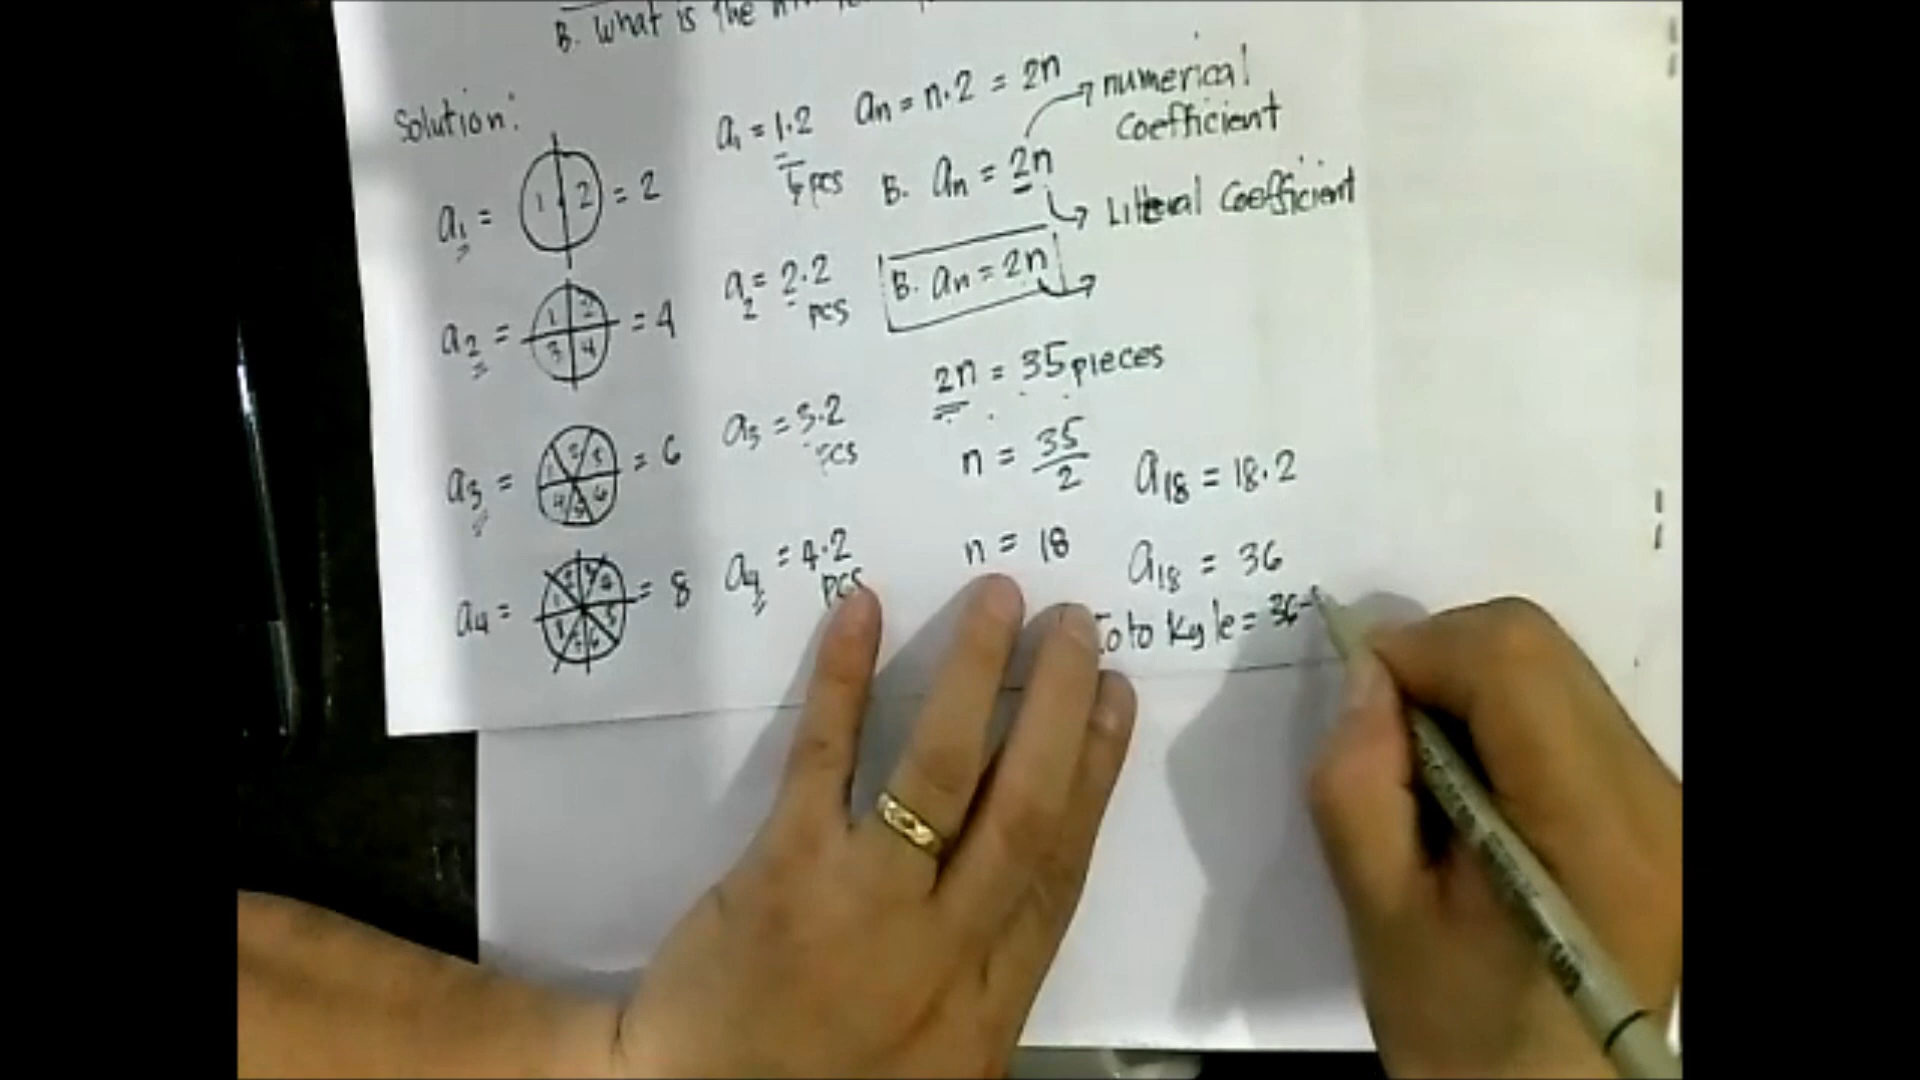 B. What is the
Solution:
a1 = 1 2 = 2
a1 = 1.2
pcs
an = n.2 = 2n
numerical
coefficient
B. an = 2n
Litteral Coefficient
a2 = 1 2 3 4 = 4
a2 = 2.2
pcs
B. an = 2n
2n = 35 pieces
a3 = 1 2 3 4 5 6 = 6
a3 = 3.2
pcs
n = 35/2
a18 = 18.2
n = 18
a18 = 36
a4 = = 8
a4 = 4.2
pcs
to Kyle = 36-